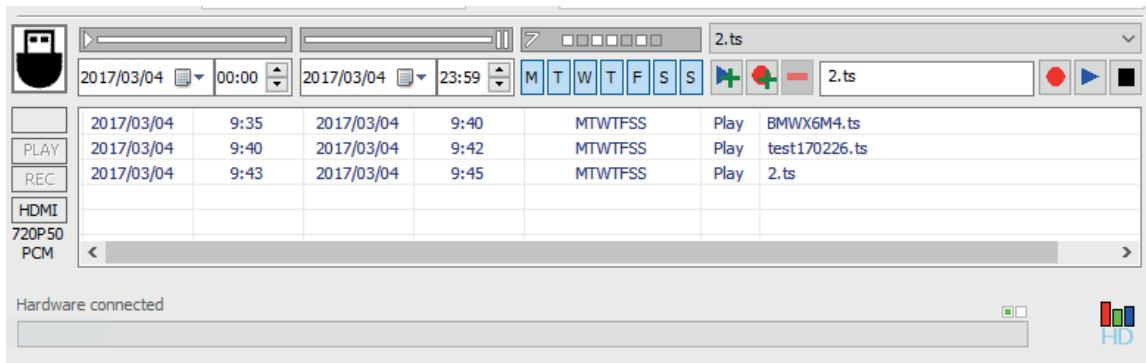 2.ts
2017/03/04 00:00 2017/03/04 23:59 M T W T F S S 2.ts
2017/03/04 9:35 2017/03/04 9:40 MTWTFSS Play BMWX6M4.ts
PLAY 2017/03/04 9:40 2017/03/04 9:42 MTWTFSS Play test170226.ts
REC 2017/03/04 9:43 2017/03/04 9:45 MTWTFSS Play 2.ts
HDMI
720P50
PCM
Hardware connected
HD